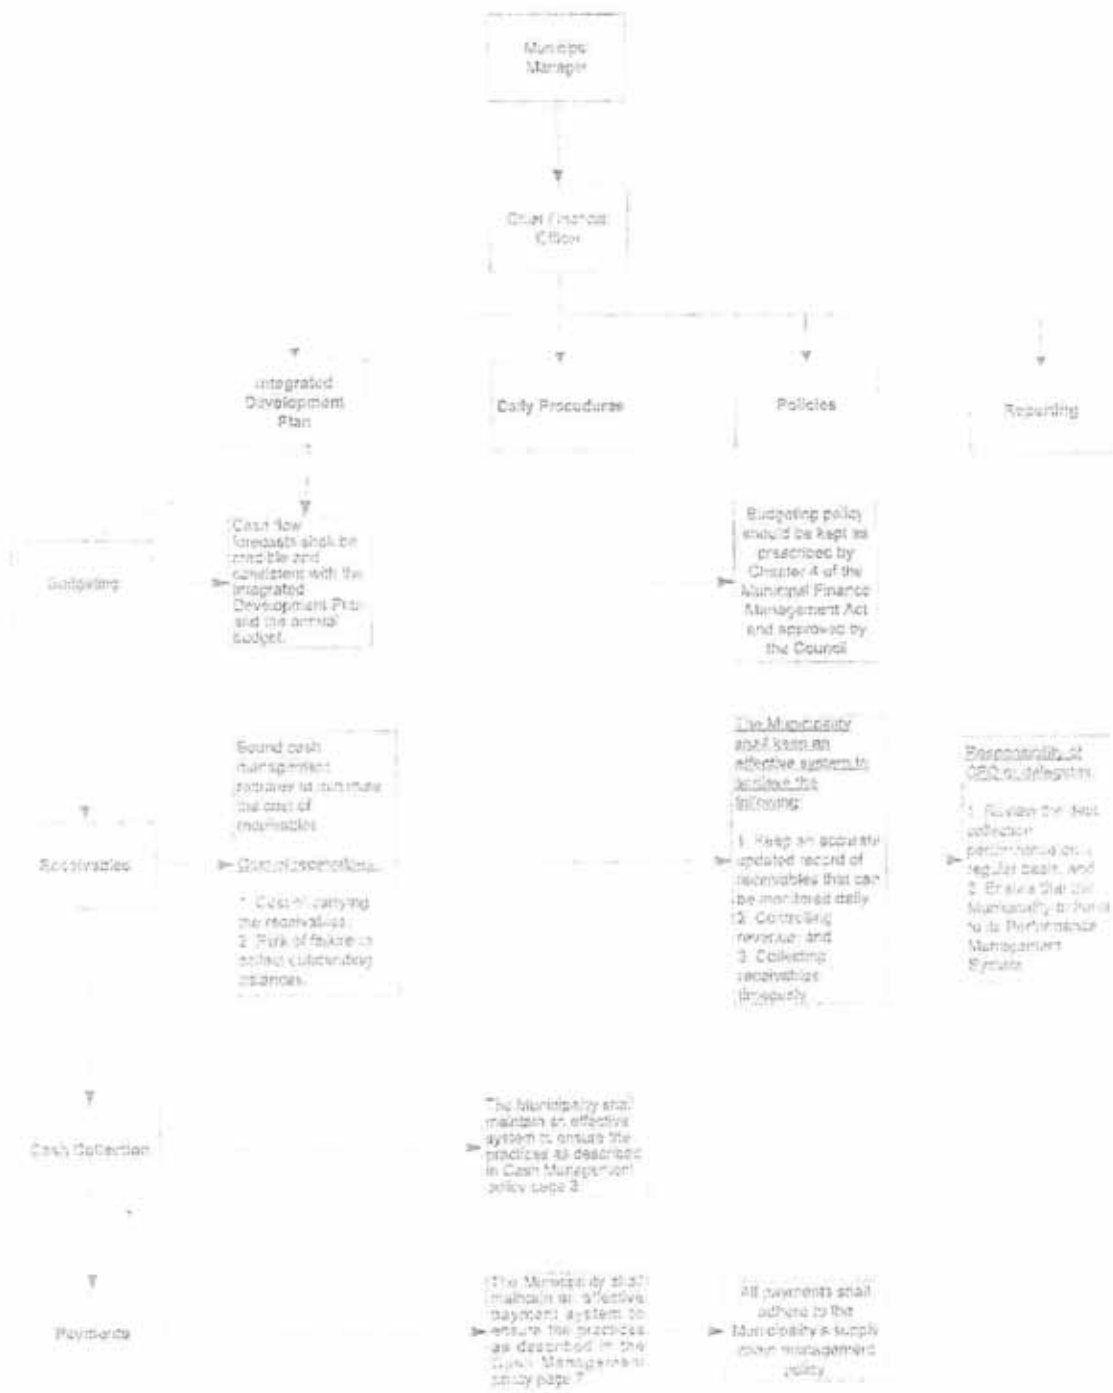 Municipal
Manager
Chief Financial
Officer
Integrated
Development
Plan
Daily Procedures
Policies
Reporting
Budgeting
Cash flow
forecasts shall be
credible and
consistent with the
Integrated
Development Plan
and the annual
budget.
Budgeting policy
should be kept as
prescribed by
Chapter 4 of the
Municipal Finance
Management Act
and approved by
the Council
Receivables
Sound cash
management
requires to minimise
the cost of
receivables
Cost of receivables:
1. Cost of carrying
the receivables;
2. Risk of failure to
collect outstanding
balances.
The Municipality
shall keep an
effective system to
achieve the
following:
1. Keep an accurate
updated record of
receivables that can
be monitored daily
2. Controlling
revenue; and
3. Collecting
receivables
timeously
Responsibility of
or delegates:
1. Review the debt
collection
performance on a
regular basis, and
2. Ensure that the
Municipality
to its Performance
Management
System
Cash Collection
The Municipality shall
maintain an effective
system to ensure the
practices as described
in Cash Management
policy page 3
Payments
The Municipality shall
maintain an effective
payment system to
ensure the practices
as described in the
Cash Management
policy page 7
All payments shall
adhere to the
Municipality's supply
chain management
policy